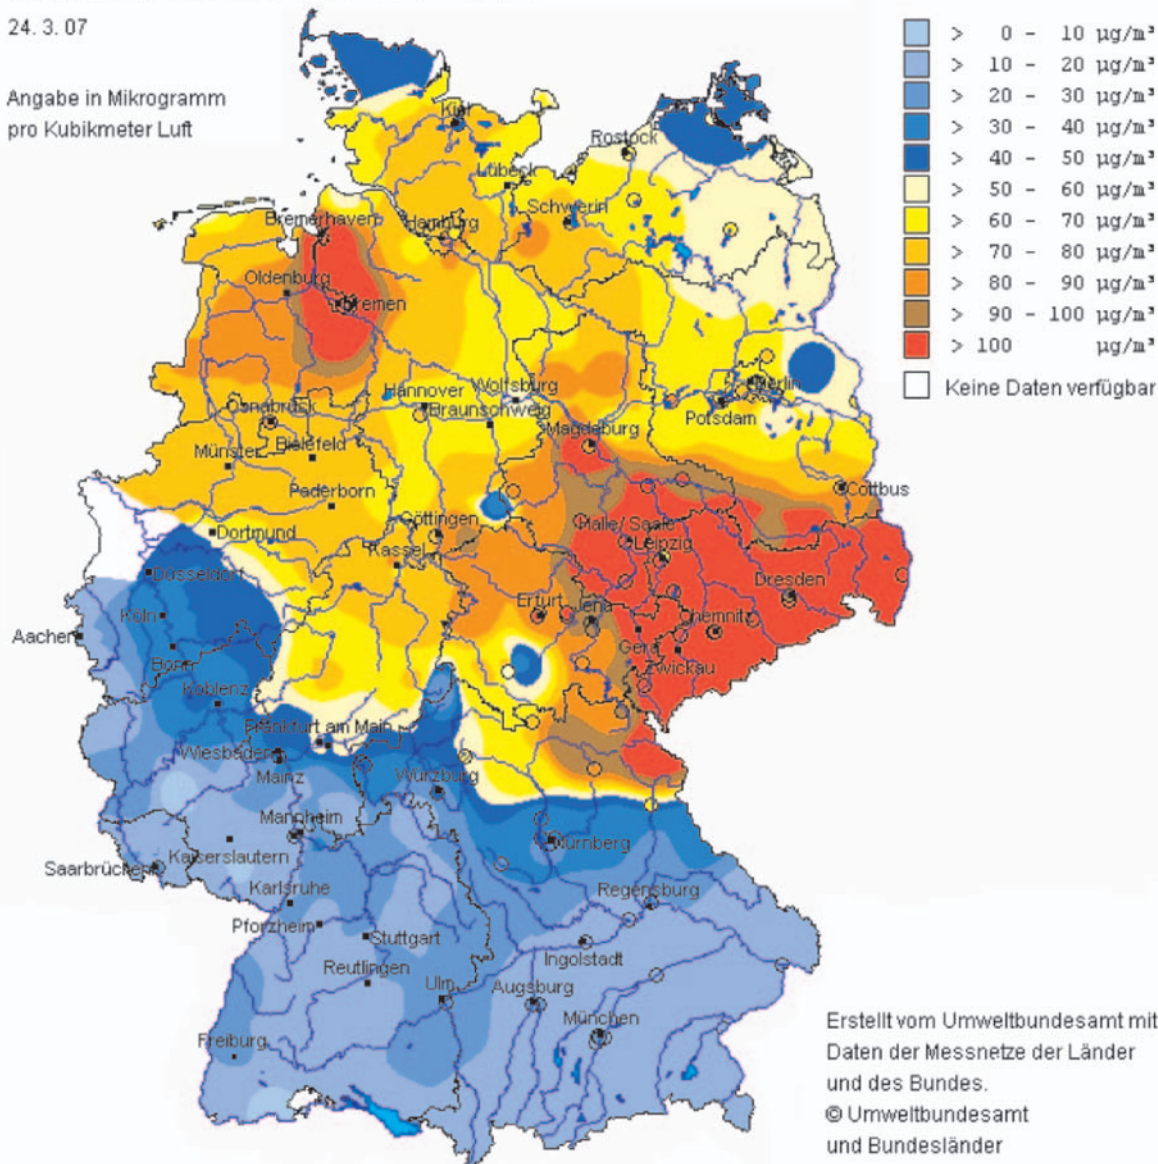 24. 3. 07
Angabe in Mikrogramm
pro Kubikmeter Luft
> 0 - 10 µg/m³
> 10 - 20 µg/m³
> 20 - 30 µg/m³
> 30 - 40 µg/m³
> 40 - 50 µg/m³
> 50 - 60 µg/m³
> 60 - 70 µg/m³
> 70 - 80 µg/m³
> 80 - 90 µg/m³
> 90 - 100 µg/m³
> 100 µg/m³
Keine Daten verfügbar
Kiel
Rostock
Lübeck
Schwerin
Bremerhaven
Hamburg
Oldenburg
Bremen
Hannover
Wolfsburg
Berlin
Osnabrück
Braunschweig
Potsdam
Magdeburg
Münster
Bielefeld
Paderborn
Cottbus
Göttingen
Halle/ Saale
Dortmund
Kassel
Leipzig
Düsseldorf
Dresden
Erfurt
Jena
Köln
Chemnitz
Aachen
Gera
Bonn
Zwickau
Koblenz
Frankfurt am Main
Wiesbaden
Mainz
Würzburg
Mannheim
Nürnberg
Kaiserslautern
Saarbrücken
Karlsruhe
Regensburg
Pforzheim
Stuttgart
Ingolstadt
Reutlingen
Ulm
Augsburg
München
Freiburg
Erstellt vom Umweltbundesamt mit
Daten der Messnetze der Länder
und des Bundes.
© Umweltbundesamt
und Bundesländer